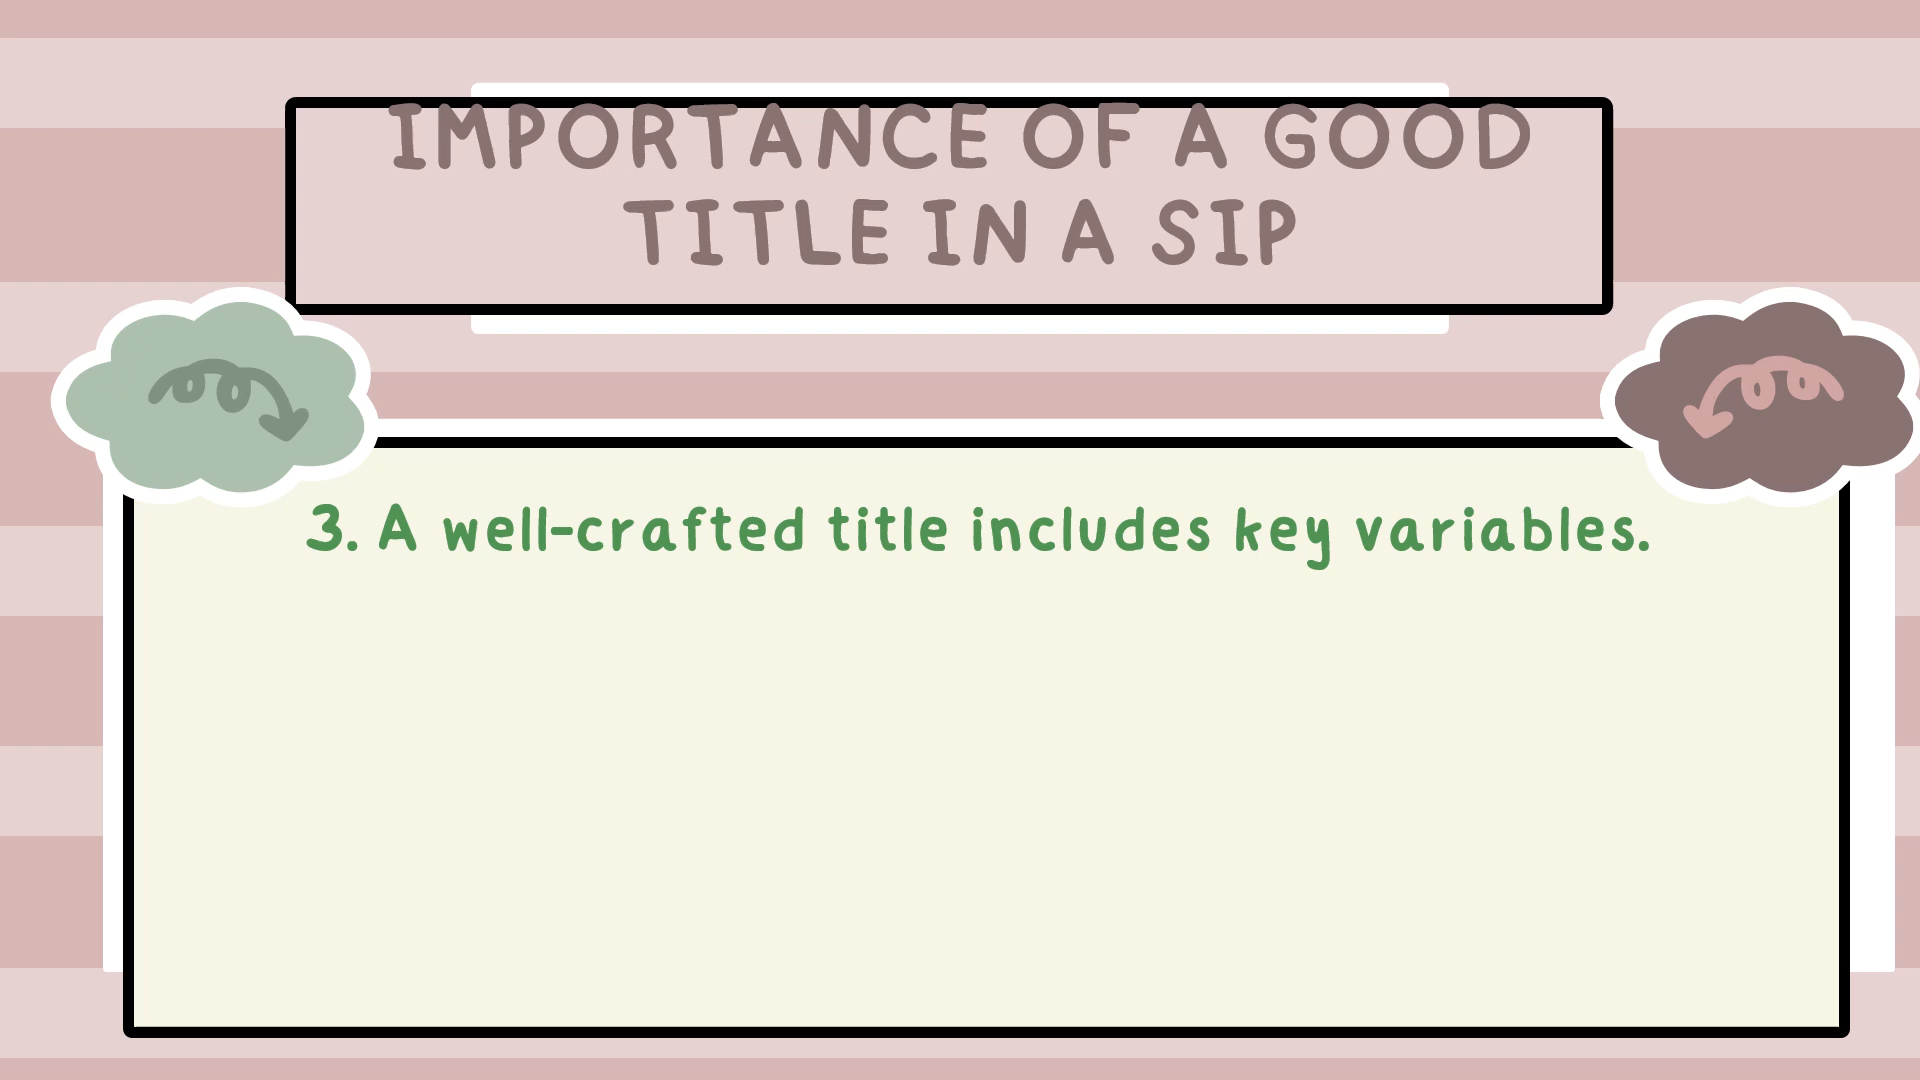 IMPORTANCE OF A GOOD
TITLE IN A SIP
3. A well-crafted title includes key variables.